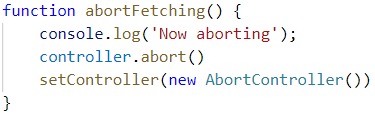 function abortFetching() {
    console.log('Now aborting');
    controller.abort()
    setController(new AbortController())
}